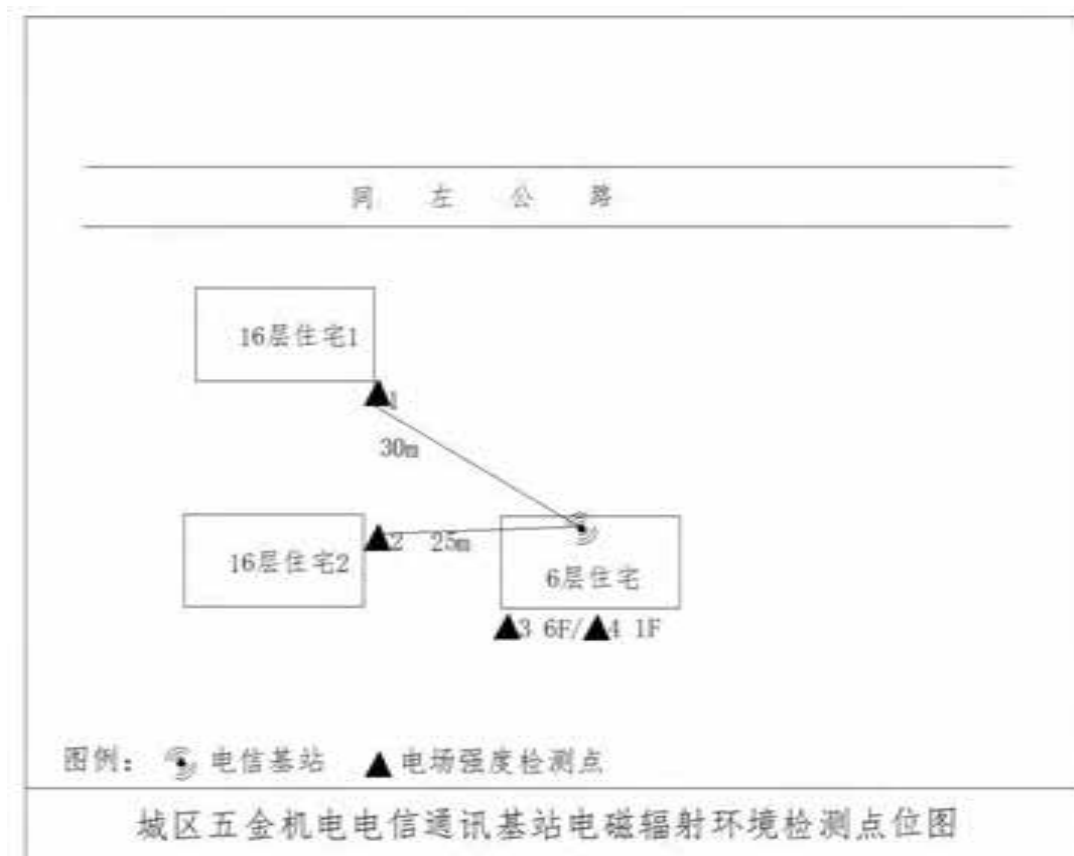 同左公路
16层住宅1
▲1
30m
16层住宅2
▲2 25m
6层住宅
▲3 6F/▲4 1F
图例： 电信基站 ▲电场强度检测点
城区五金机电电信通讯基站电磁辐射环境检测点位图